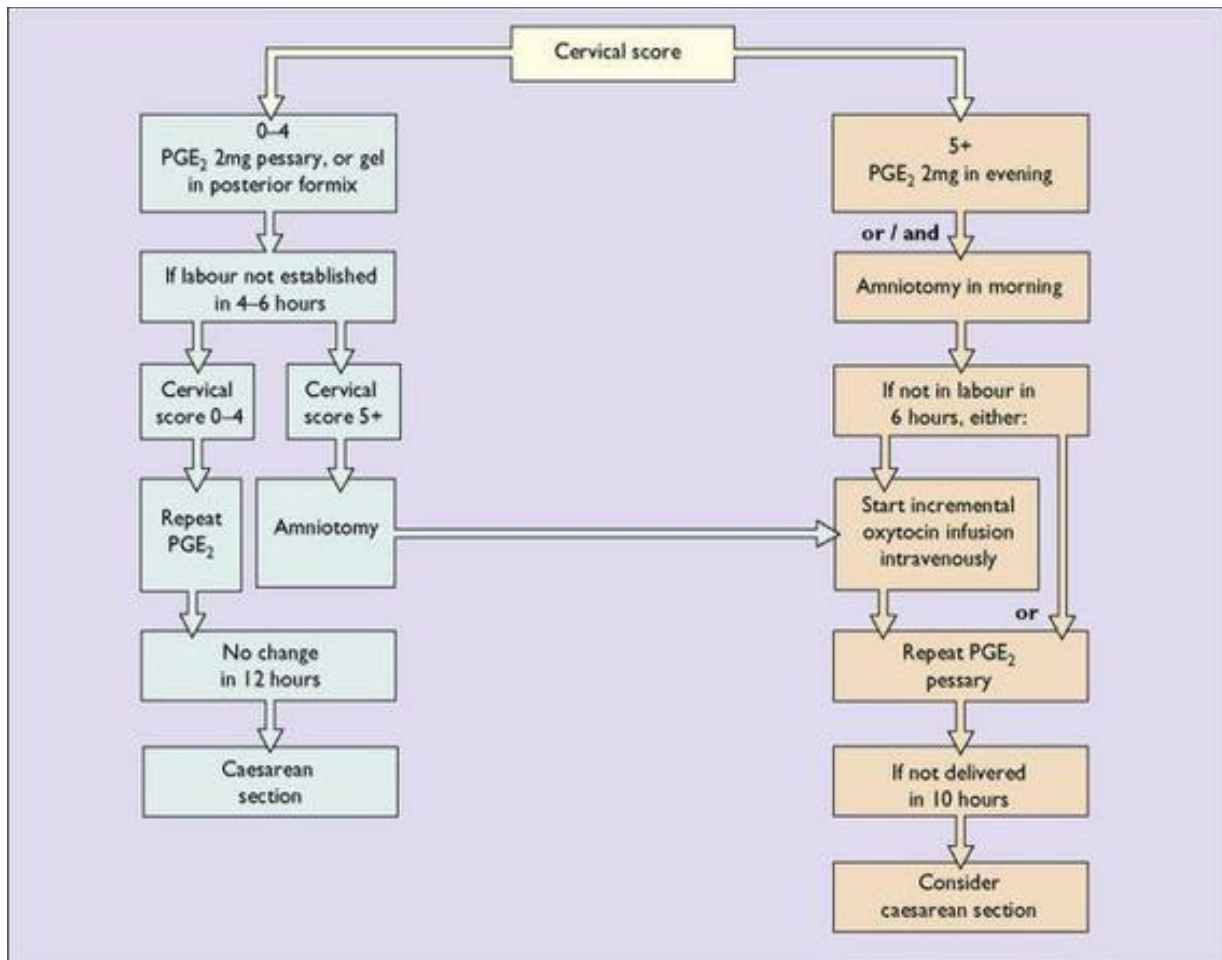 Cervical score
0–4
PGE₂ 2mg pessary, or gel
in posterior formix
If labour not established
in 4–6 hours
Cervical
score 0–4
Cervical
score 5+
Repeat
PGE₂
Amniotomy
No change
in 12 hours
Caesarean
section
5+
PGE₂ 2mg in evening
or / and
Amniotomy in morning
If not in labour in
6 hours, either:
Start incremental
oxytocin infusion
intravenously
or
Repeat PGE₂
pessary
If not delivered
in 10 hours
Consider
caesarean section